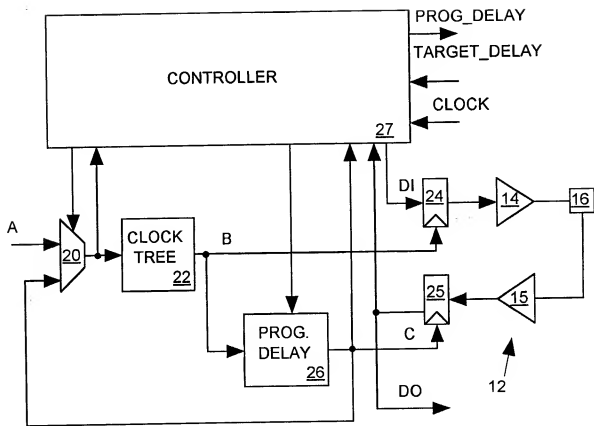 PROG_DELAY
TARGET_DELAY
CONTROLLER
CLOCK
27
DI
24
14
16
A
20
CLOCK
TREE
22
B
25
15
PROG.
DELAY
26
C
12
DO